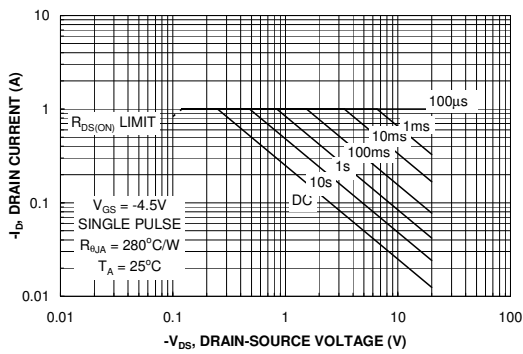 10
1
0.1
0.01
-I_D, DRAIN CURRENT (A)
R_DS(ON) LIMIT
100µs
1ms
10ms
100ms
1s
10s
DC
V_GS = -4.5V
SINGLE PULSE
R_θJA = 280°C/W
T_A = 25°C
0.01 0.1 1 10 100
-V_DS, DRAIN-SOURCE VOLTAGE (V)